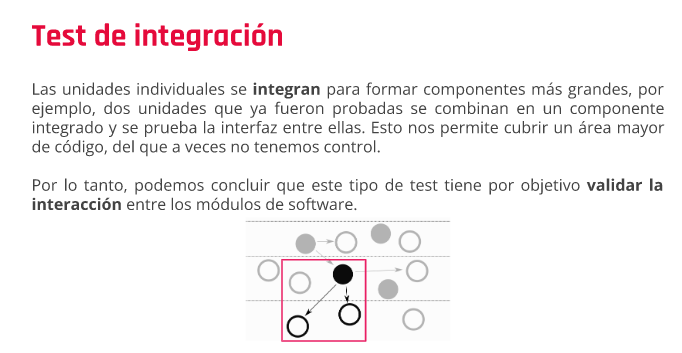 Test de integración
Las unidades individuales se integran para formar componentes más grandes, por
ejemplo, dos unidades que ya fueron probadas se combinan en un componente
integrado y se prueba la interfaz entre ellas. Esto nos permite cubrir un área mayor
de código, del que a veces no tenemos control.
Por lo tanto, podemos concluir que este tipo de test tiene por objetivo validar la
interacción entre los módulos de software.